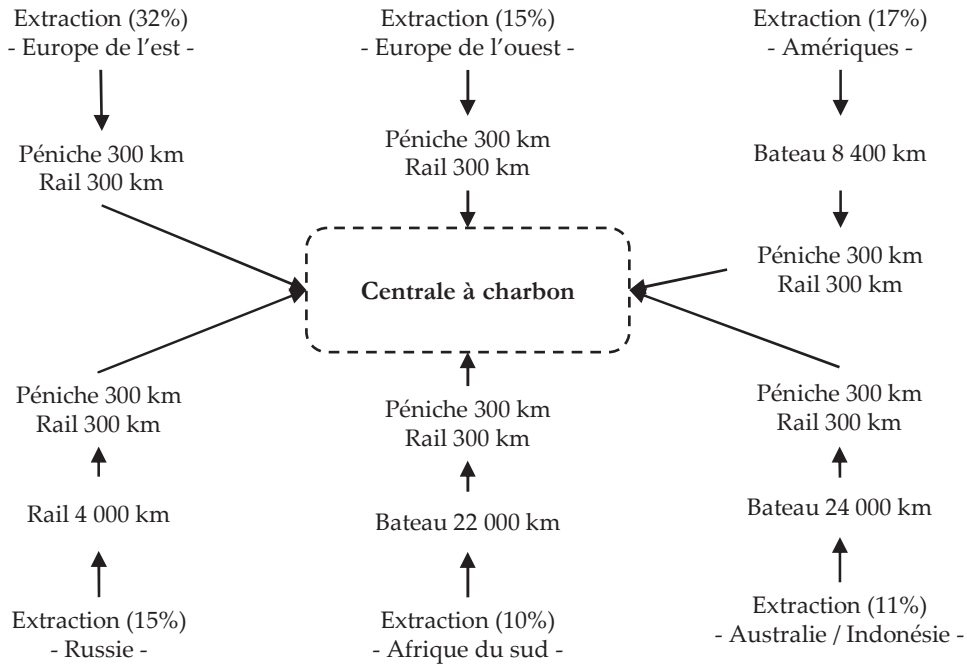 Extraction (32%)
- Europe de l’est -
Extraction (15%)
- Europe de l’ouest -
Extraction (17%)
- Amériques -
Péniche 300 km
Rail 300 km
Péniche 300 km
Rail 300 km
Bateau 8 400 km
Péniche 300 km
Rail 300 km
Centrale à charbon
Péniche 300 km
Rail 300 km
Péniche 300 km
Rail 300 km
Péniche 300 km
Rail 300 km
Rail 4 000 km
Bateau 22 000 km
Bateau 24 000 km
Extraction (15%)
- Russie -
Extraction (10%)
- Afrique du sud -
Extraction (11%)
- Australie / Indonésie -